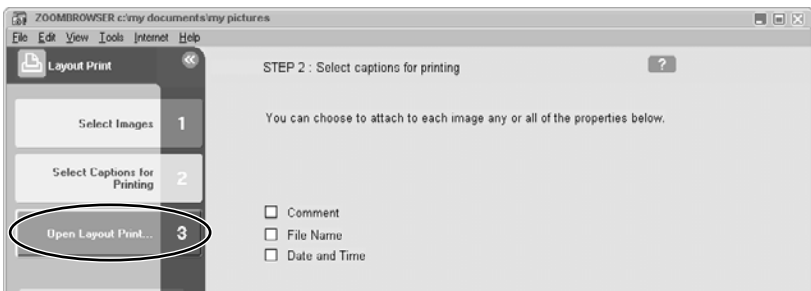 ZOOMBROWSER c:\my documents\my pictures
File Edit View Tools Internet Help
Layout Print
«
STEP 2 : Select captions for printing
?
Select Images 1
You can choose to attach to each image any or all of the properties below.
Select Captions for
Printing
2
Open Layout Print... 3
Comment
File Name
Date and Time